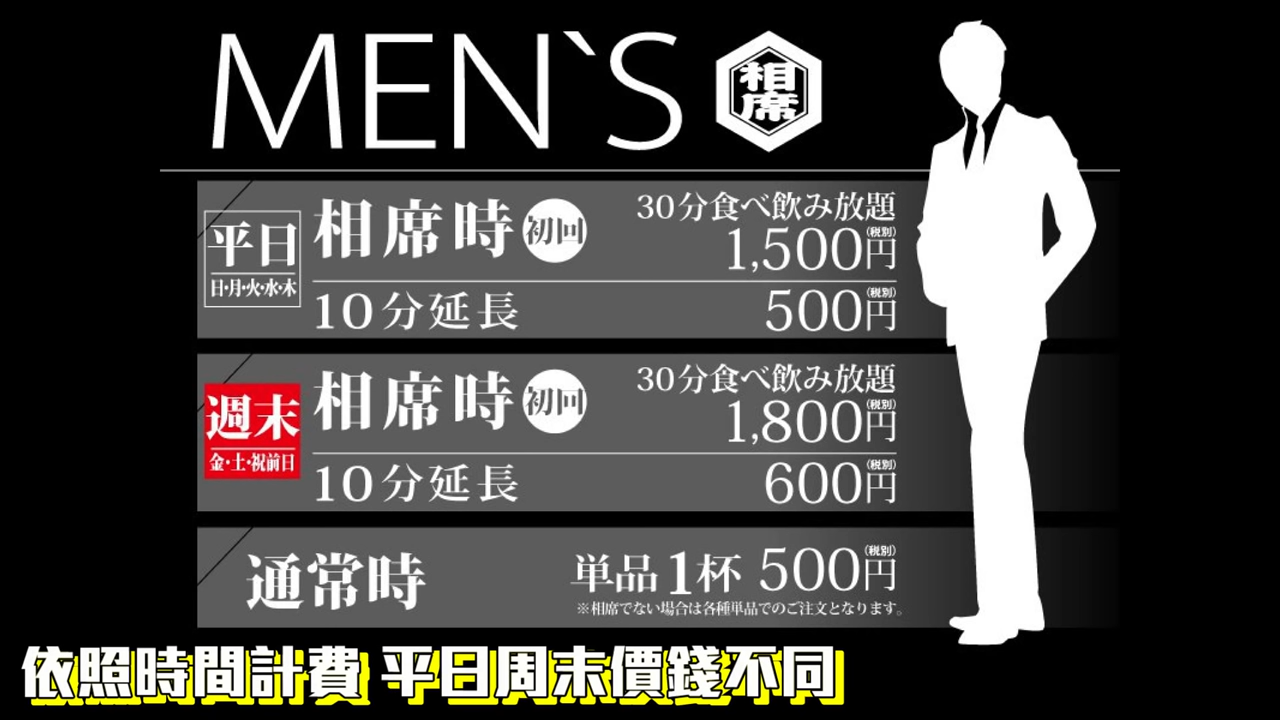 MEN`S
相席
平日
日・月・火・水・木
相席時 初回
30分食べ飲み放題
1,500円(税別)
10分延長
500円(税別)
週末
金・土・祝前日
相席時 初回
30分食べ飲み放題
1,800円(税別)
10分延長
600円(税別)
通常時
単品1杯 500円(税別)
※相席でない場合は各種単品でのご注文となります。
依照時間計費 平日周末價錢不同